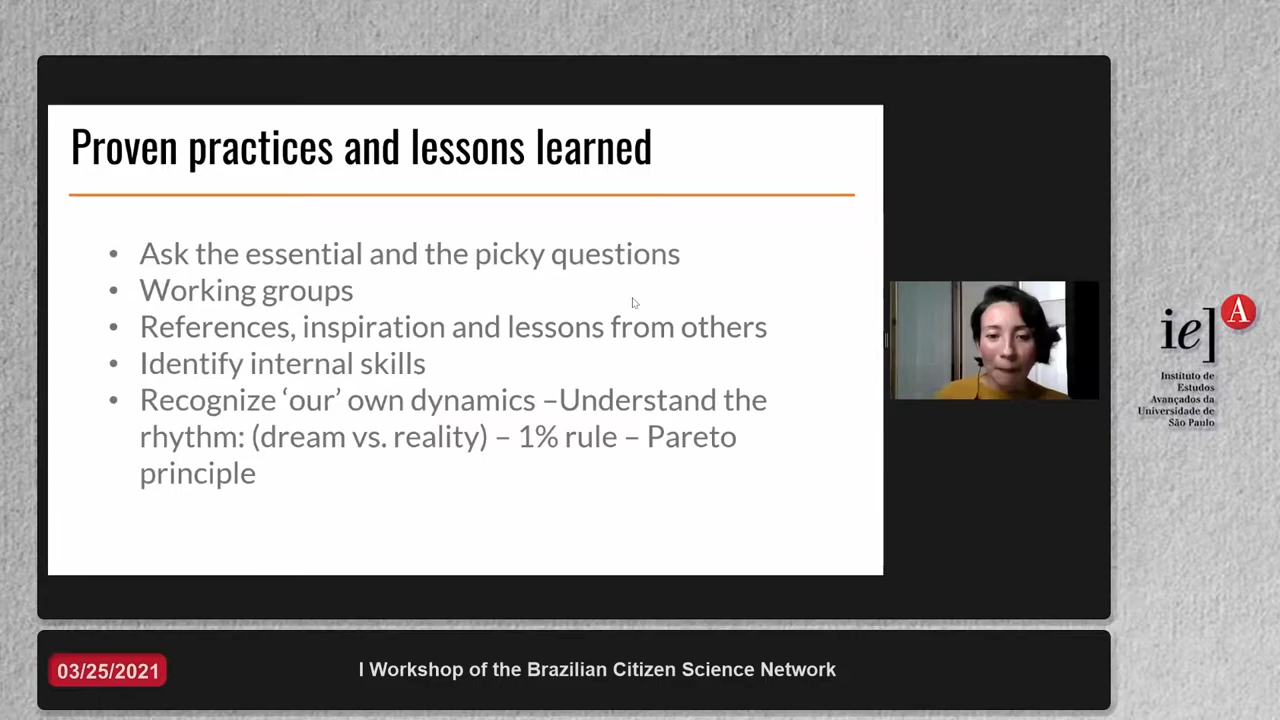 Proven practices and lessons learned
• Ask the essential and the picky questions
• Working groups
• References, inspiration and lessons from others
• Identify internal skills
• Recognize ‘our’ own dynamics –Understand the
rhythm: (dream vs. reality) – 1% rule – Pareto
principle
ie] A
Instituto de
Estudos
Avançados da
Universidade de
São Paulo
03/25/2021
I Workshop of the Brazilian Citizen Science Network